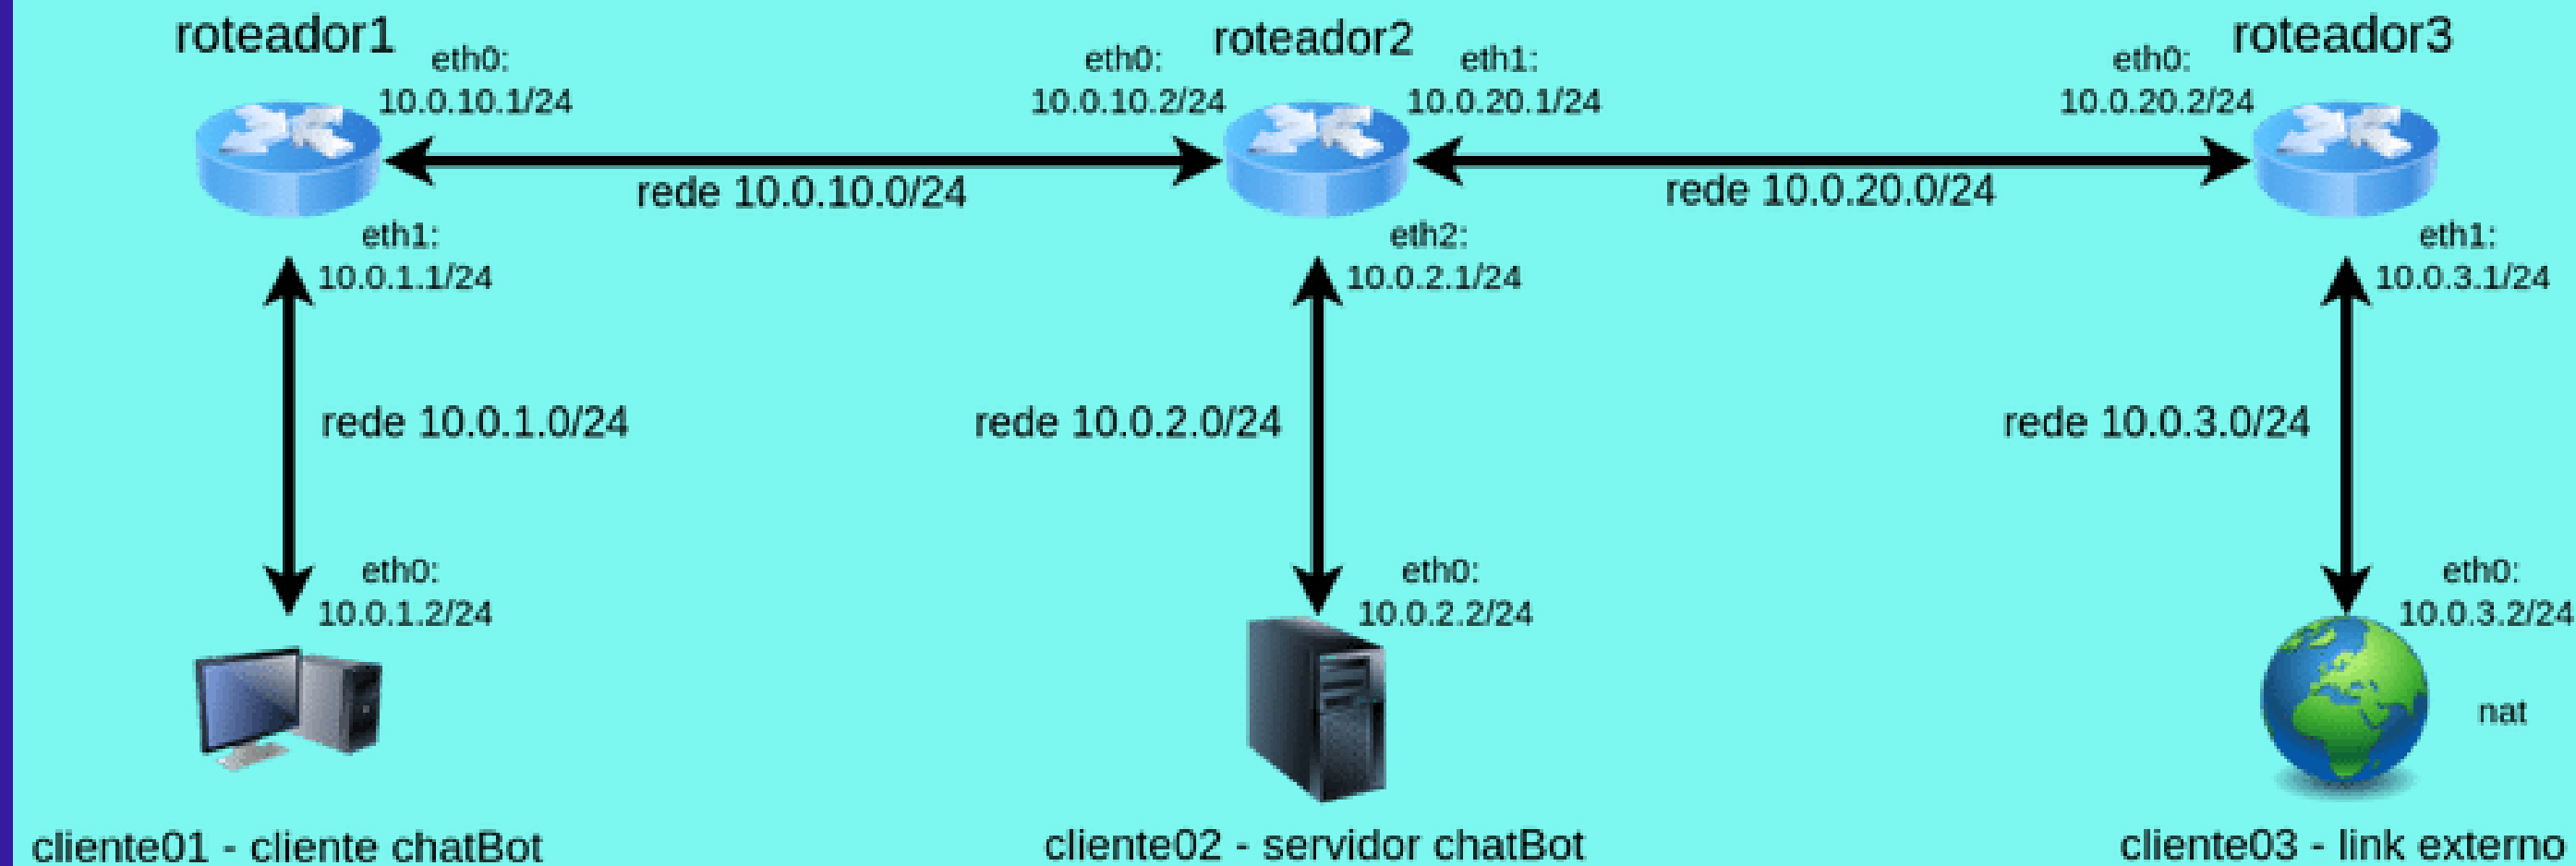 roteador1
eth0:
10.0.10.1/24
eth0:
10.0.10.2/24
roteador2
eth1:
10.0.20.1/24
eth0:
10.0.20.2/24
roteador3
rede 10.0.10.0/24
rede 10.0.20.0/24
eth1:
10.0.1.1/24
eth2:
10.0.2.1/24
eth1:
10.0.3.1/24
rede 10.0.1.0/24
rede 10.0.2.0/24
rede 10.0.3.0/24
eth0:
10.0.1.2/24
eth0:
10.0.2.2/24
eth0:
10.0.3.2/24
nat
cliente01 - cliente chatBot
cliente02 - servidor chatBot
cliente03 - link externo